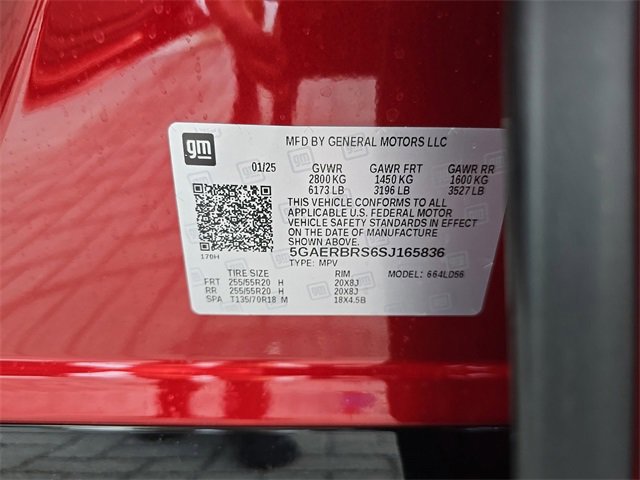 gm
MFD BY GENERAL MOTORS LLC
01/25 GVWR GAWR FRT GAWR RR
2800 KG 1450 KG 1600 KG
6173 LB 3196 LB 3527 LB
THIS VEHICLE CONFORMS TO ALL
APPLICABLE U.S. FEDERAL MOTOR
VEHICLE SAFETY STANDARDS IN EFFECT
ON THE DATE OF MANUFACTURE
SHOWN ABOVE.
170H 5GAERBRS6SJ165836
TYPE: MPV
TIRE SIZE RIM MODEL: 664LD56
FRT 255/55R20 H 20X8J
RR 255/55R20 H 20X8J
SPA T135/70R18 M 18X4.5B